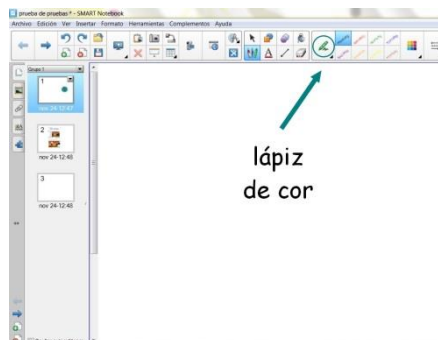 prueba de pruebas * - SMART Notebook
Archivo Edición Ver Insertar Formato Herramientas Complementos Ayuda
Grupo 1
1
nov 24-12:47
2
nov 24-12:48
3
nov 24-12:48
lápiz
de cor